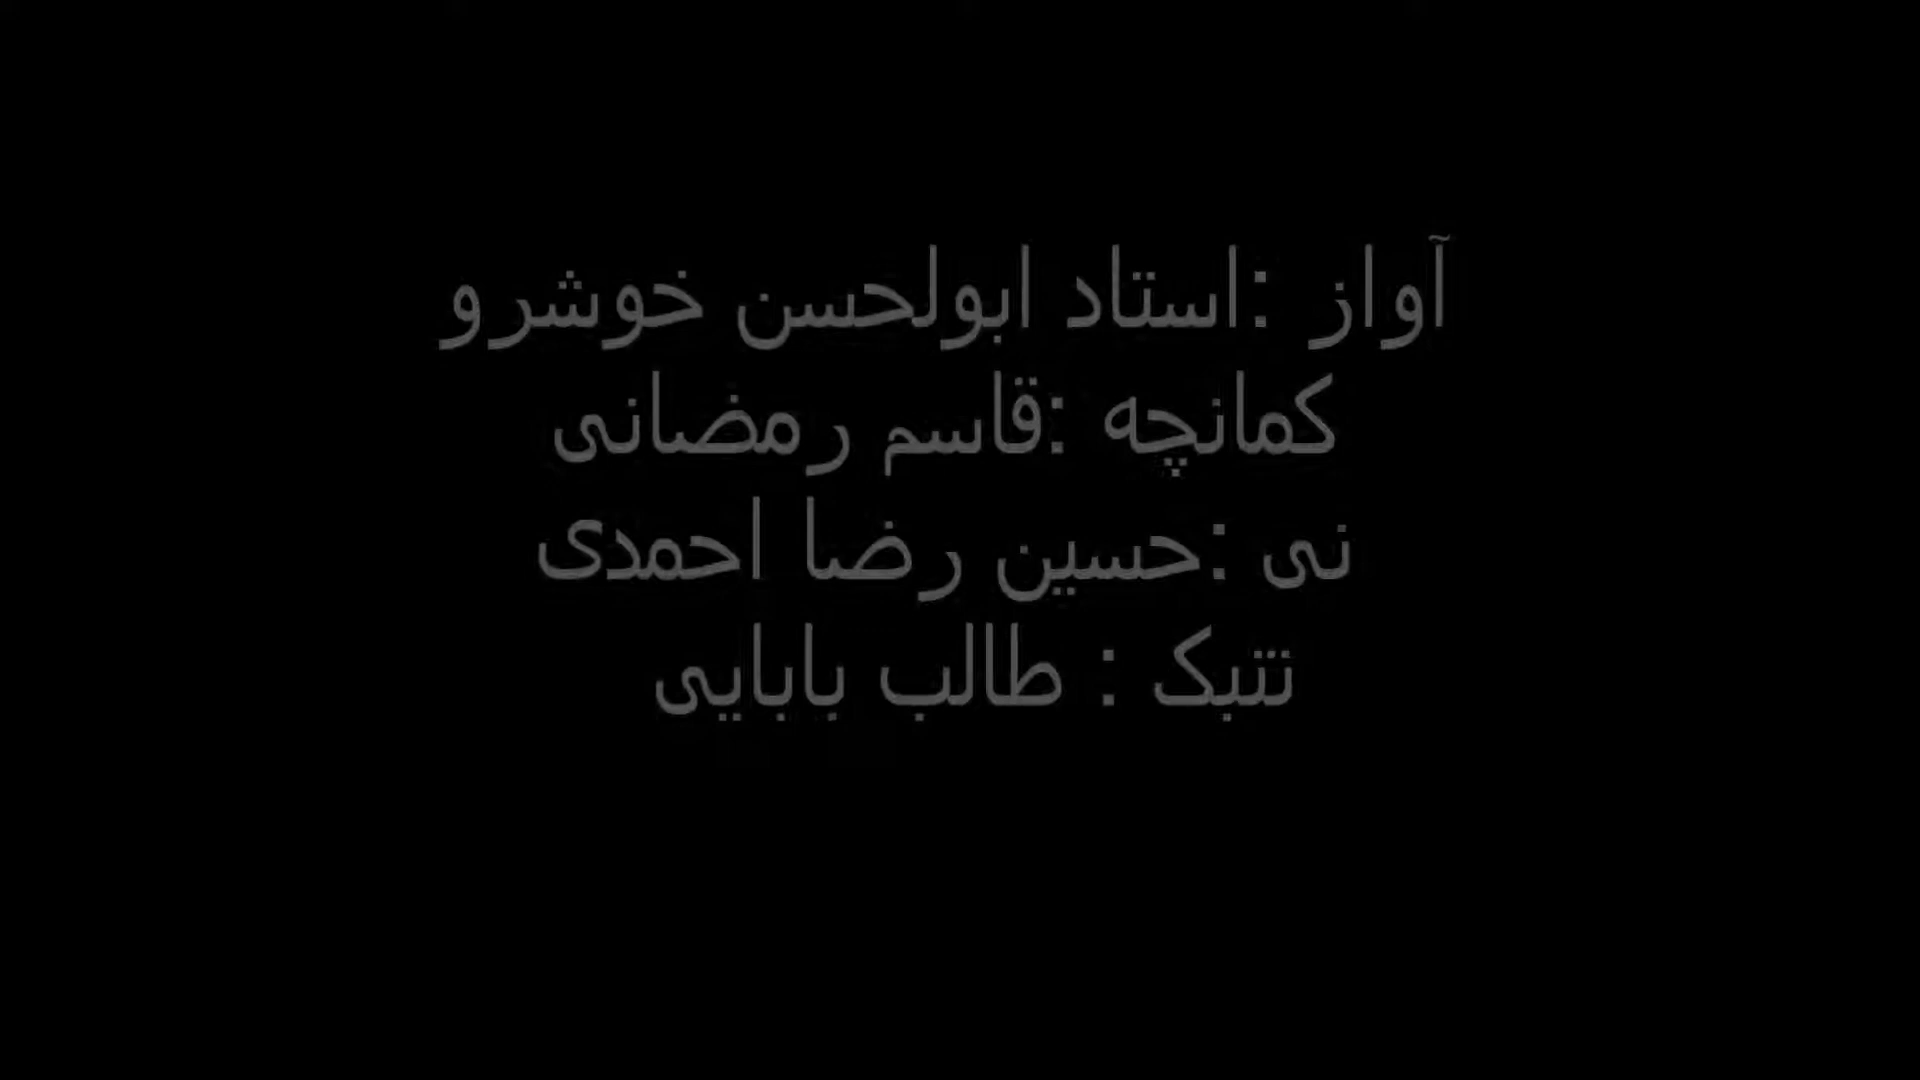 آواز :استاد ابولحسن خوشرو
کمانچه :قاسم رمضانی
نی :حسین رضا احمدی
تنبک : طالب بابایی